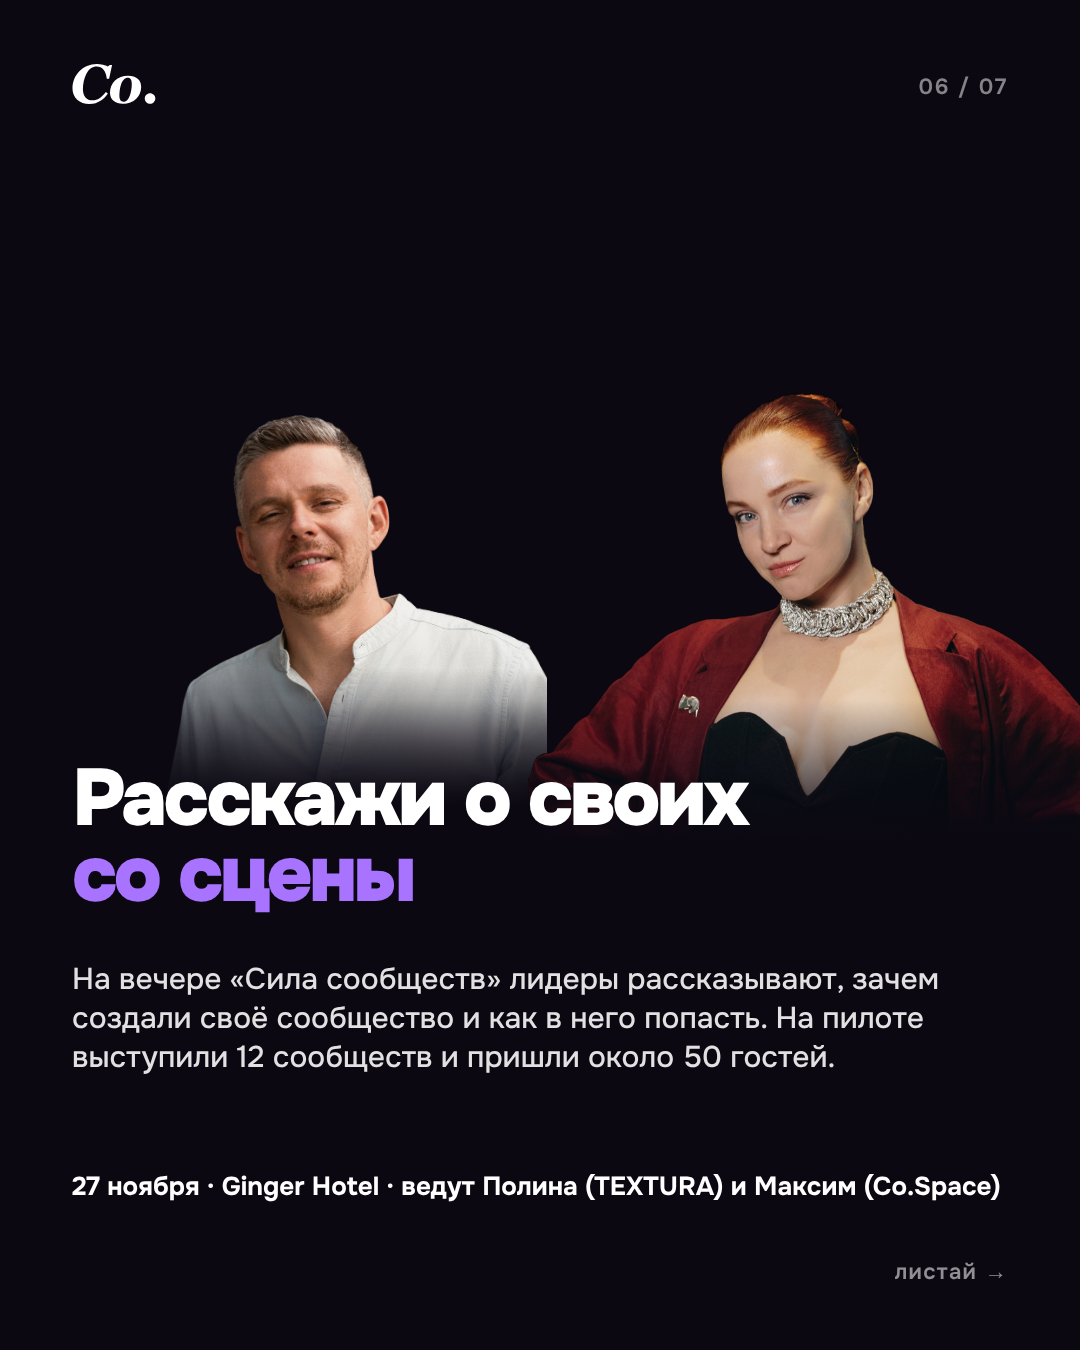 Co.
06 / 07
Расскажи о своих
со сцены
На вечере «Сила сообществ» лидеры рассказывают, зачем
создали своё сообщество и как в него попасть. На пилоте
выступили 12 сообществ и пришли около 50 гостей.
27 ноября · Ginger Hotel · ведут Полина (TEXTURA) и Максим (Co.Space)
листай →